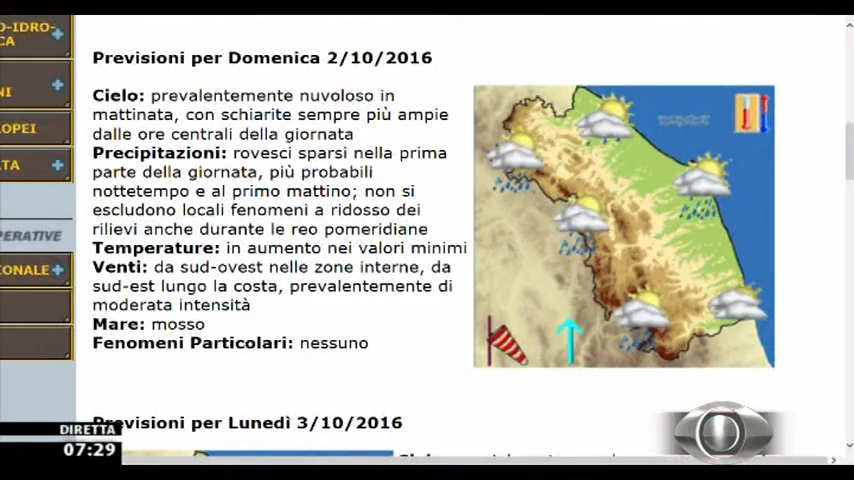 O-IDRO-
CA
NI
OPEI
TA
PERATIVE
ONALE
Previsioni per Domenica 2/10/2016
Cielo: prevalentemente nuvoloso in
mattinata, con schiarite sempre più ampie
dalle ore centrali della giornata
Precipitazioni: rovesci sparsi nella prima
parte della giornata, più probabili
nottetempo e al primo mattino; non si
escludono locali fenomeni a ridosso dei
rilievi anche durante le reo pomeridiane
Temperature: in aumento nei valori minimi
Venti: da sud-ovest nelle zone interne, da
sud-est lungo la costa, prevalentemente di
moderata intensità
Mare: mosso
Fenomeni Particolari: nessuno
Previsioni per Lunedì 3/10/2016
DIRETTA
07:29